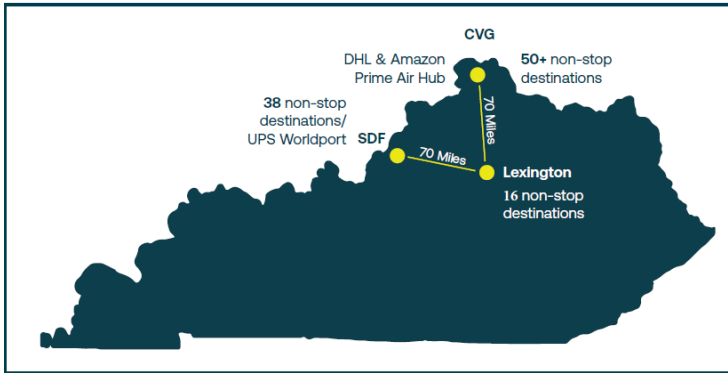 CVG
DHL & Amazon
Prime Air Hub
50+ non-stop
destinations
38 non-stop
destinations/
UPS Worldport
SDF
70 Miles
70 Miles
Lexington
16 non-stop
destinations